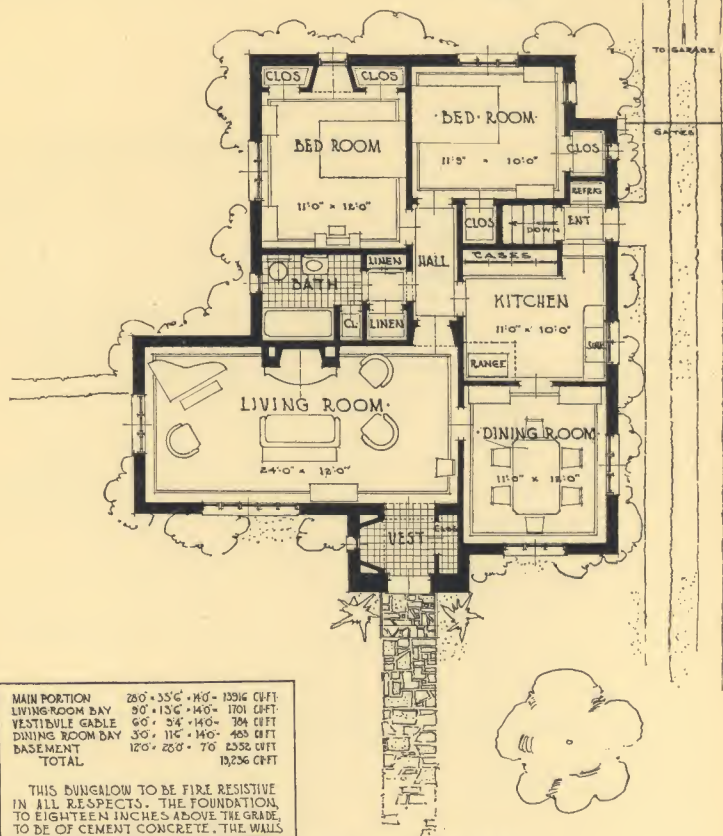 TO GARAGE
GATES
CLOS
CLOS
BED ROOM
11'0" × 12'0"
·BED·ROOM·
11'9" × 10'0"
CLOS
REFRIG
CLOS
DOWN
ENT
HALL
CASES
LINEN
BATH
CL
LINEN
KITCHEN
11'0" × 10'0"
RANGE
SINK
LIVING ROOM·
24'0" × 12'0"
·DINING ROOM·
11'0" × 12'0"
VEST
CLOS
MAIN PORTION 28'0" × 35'6" × 14'0" = 13916 CU·FT·
LIVING·ROOM BAY 9'0" × 13'6" × 14'0" = 1701 CU·FT
VESTIBULE GABLE 6'0" × 9'4" × 14'0" = 784 CU FT
DINING ROOM BAY 3'0" × 11'6" × 14'0" = 483 CU FT
BASEMENT 12'0" × 28'0" × 7'0" 2352 CU FT
TOTAL 19,236 CU·FT
THIS BUNGALOW TO BE FIRE RESISTIVE
IN ALL RESPECTS. THE FOUNDATION,
TO EIGHTEEN INCHES ABOVE THE GRADE,
TO BE OF CEMENT CONCRETE. THE WALLS